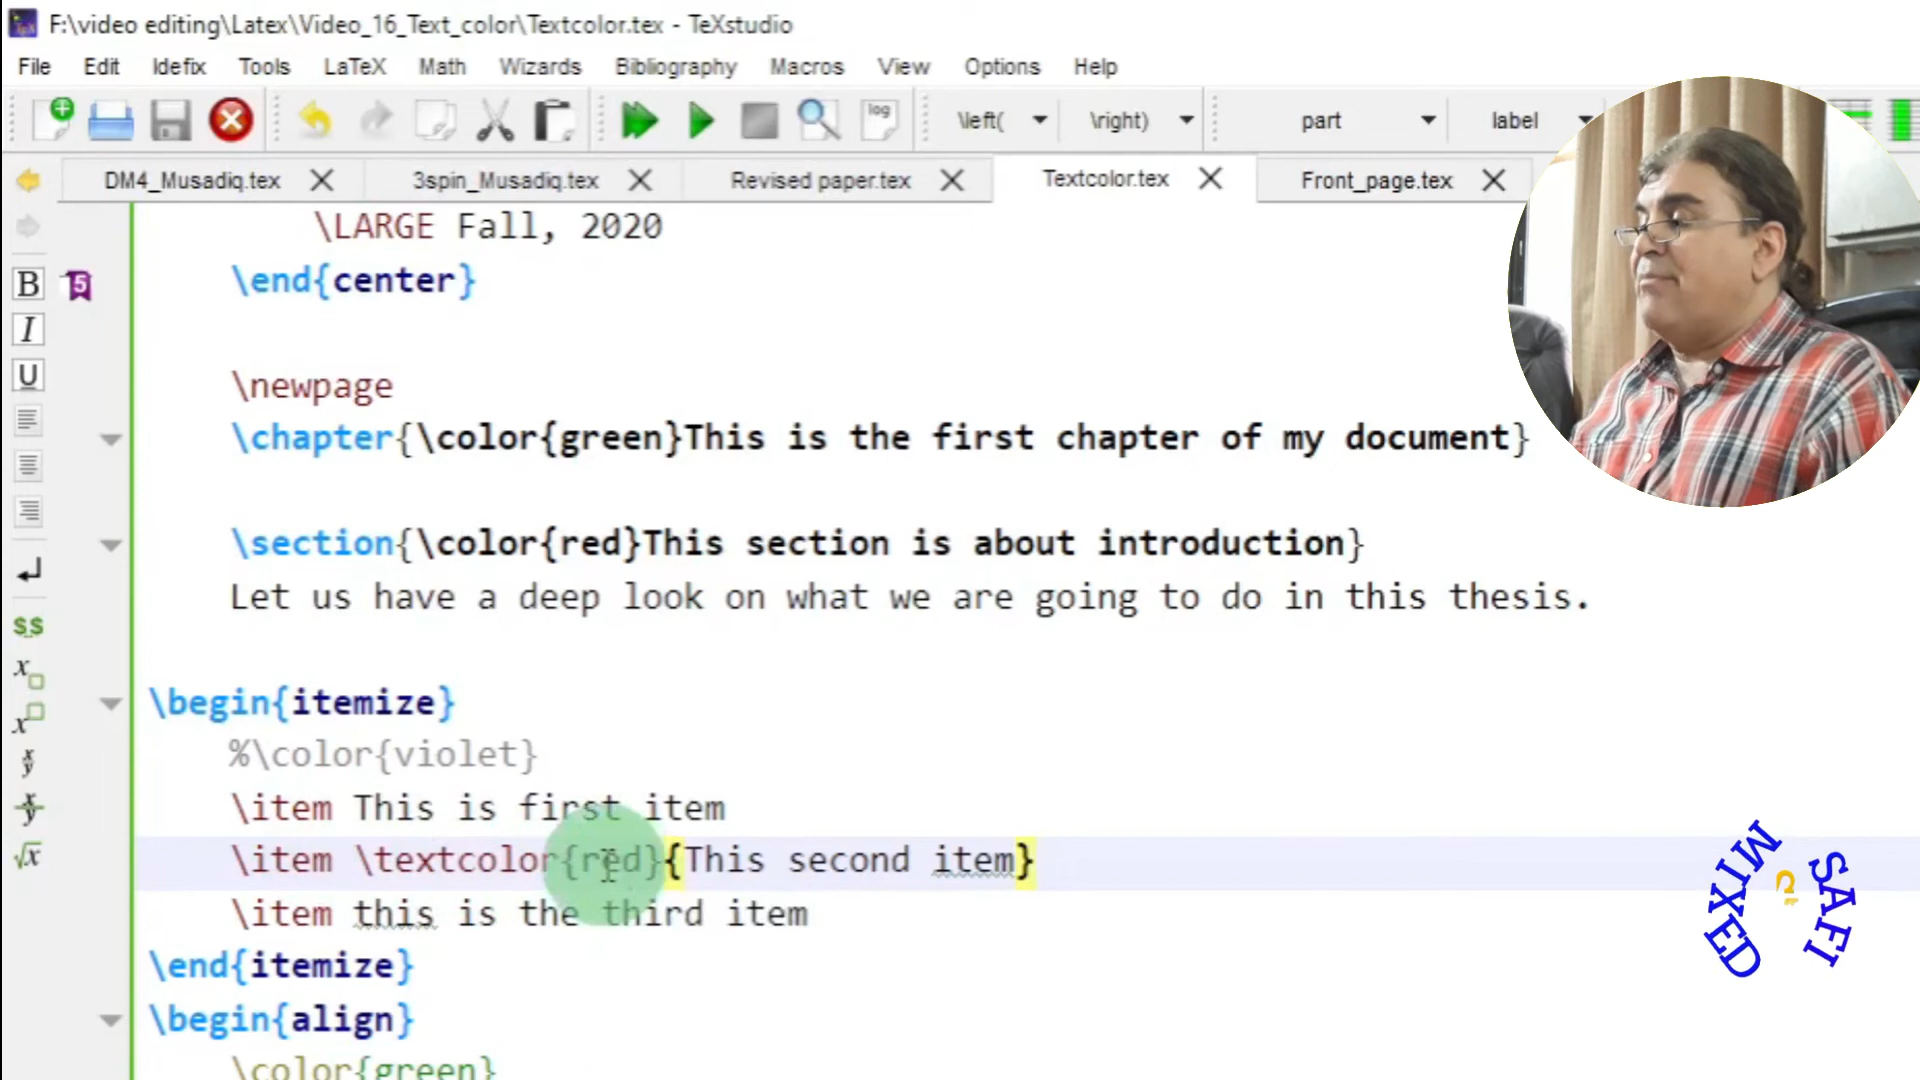 F:\video editing\Latex\Video_16_Text_color\Textcolor.tex - TeXstudio
File Edit Idefix Tools LaTeX Math Wizards Bibliography Macros View Options Help
log \left( \right) part label
DM4_Musadiq.tex 3spin_Musadiq.tex Revised paper.tex Textcolor.tex Front_page.tex
\LARGE Fall, 2020
B 5 \end{center}
I
U
\newpage
\chapter{\color{green}This is the first chapter of my document}
\section{\color{red}This section is about introduction}
Let us have a deep look on what we are going to do in this thesis.
$$
\begin{itemize}
%\color{violet}
\item This is first item
\item \textcolor{red}{This second item}
\item this is the third item
\end{itemize}
\begin{align}
\color{green}
MIXED
SAFI